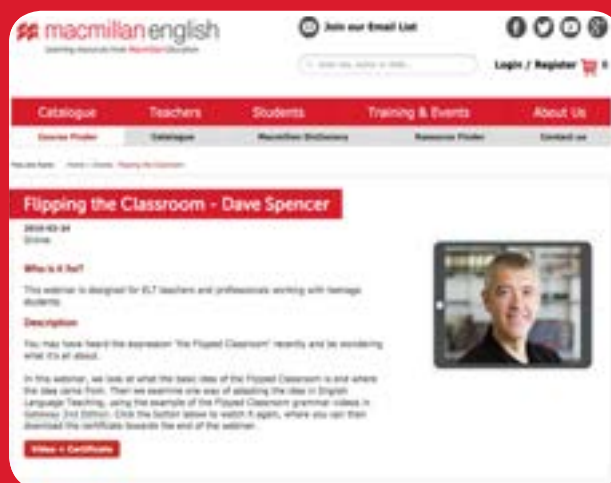 macmillan english
Learning resources from Macmillan Education
Join our Email List
Login / Register
Catalogue Teachers Students Training & Events About Us
Course Finder Catalogue Macmillan Dictionary Resource Finder Contact us
Flipping the Classroom - Dave Spencer
Online
Who is it for?
This webinar is designed for ELT teachers and professionals working with teenage
students.
Description
You may have heard the expression 'the Flipped Classroom' recently and be wondering
what it's all about.
In this webinar, we look at what the basic idea of the Flipped Classroom is and where
the idea came from. Then we examine one way of adapting the idea in English
Language Teaching, using the example of the Flipped Classroom grammar videos in
Gateway 2nd Edition. Click the button below to watch it again, where you can then
download the certificate towards the end of the webinar.
Video + Certificate